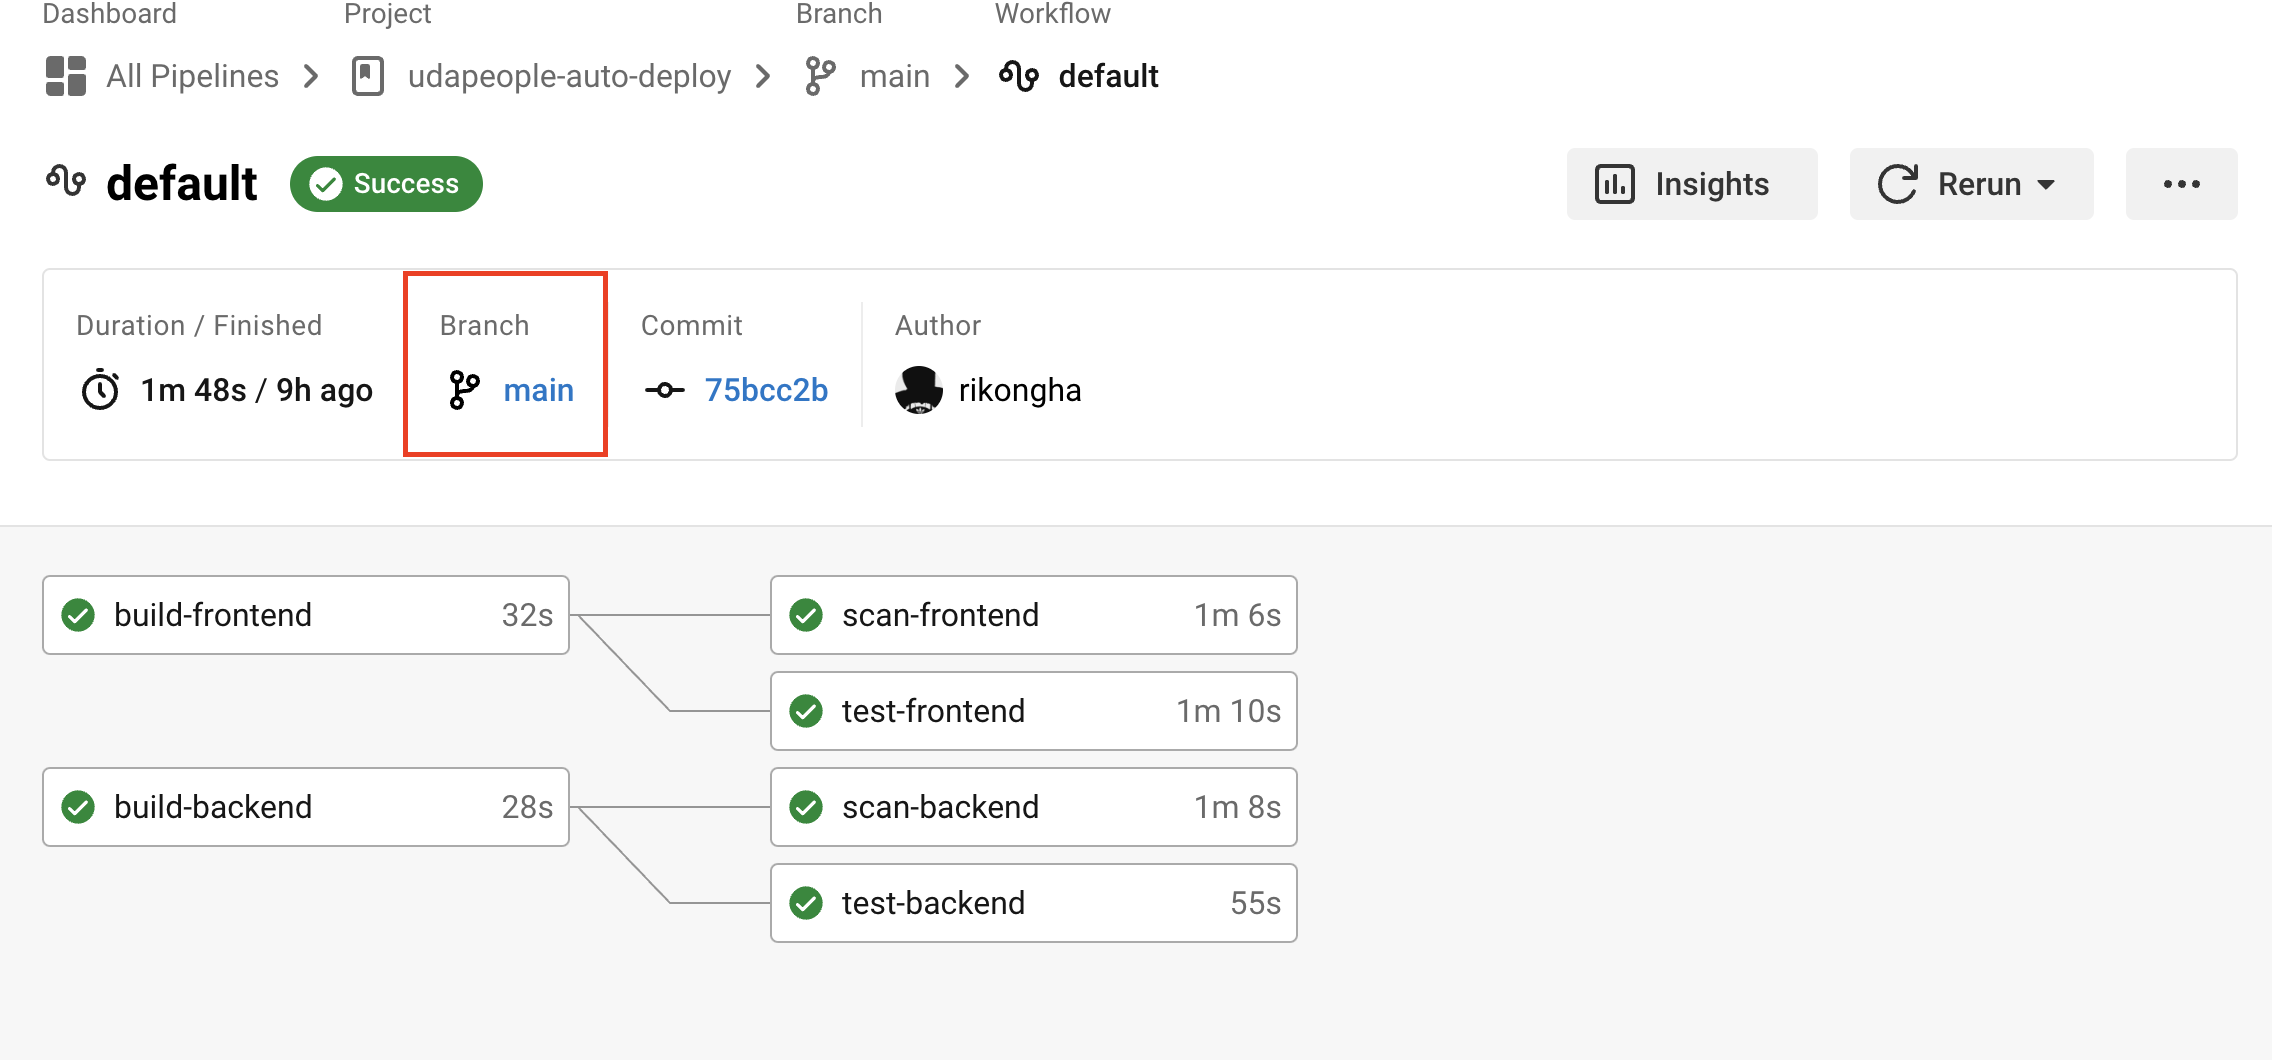 Dashboard Project Branch Workflow
All Pipelines udapeople-auto-deploy main default
default Success Insights Rerun
Duration / Finished Branch Commit Author
1m 48s / 9h ago main 75bcc2b rikongha
build-frontend 32s scan-frontend 1m 6s
test-frontend 1m 10s
build-backend 28s scan-backend 1m 8s
test-backend 55s